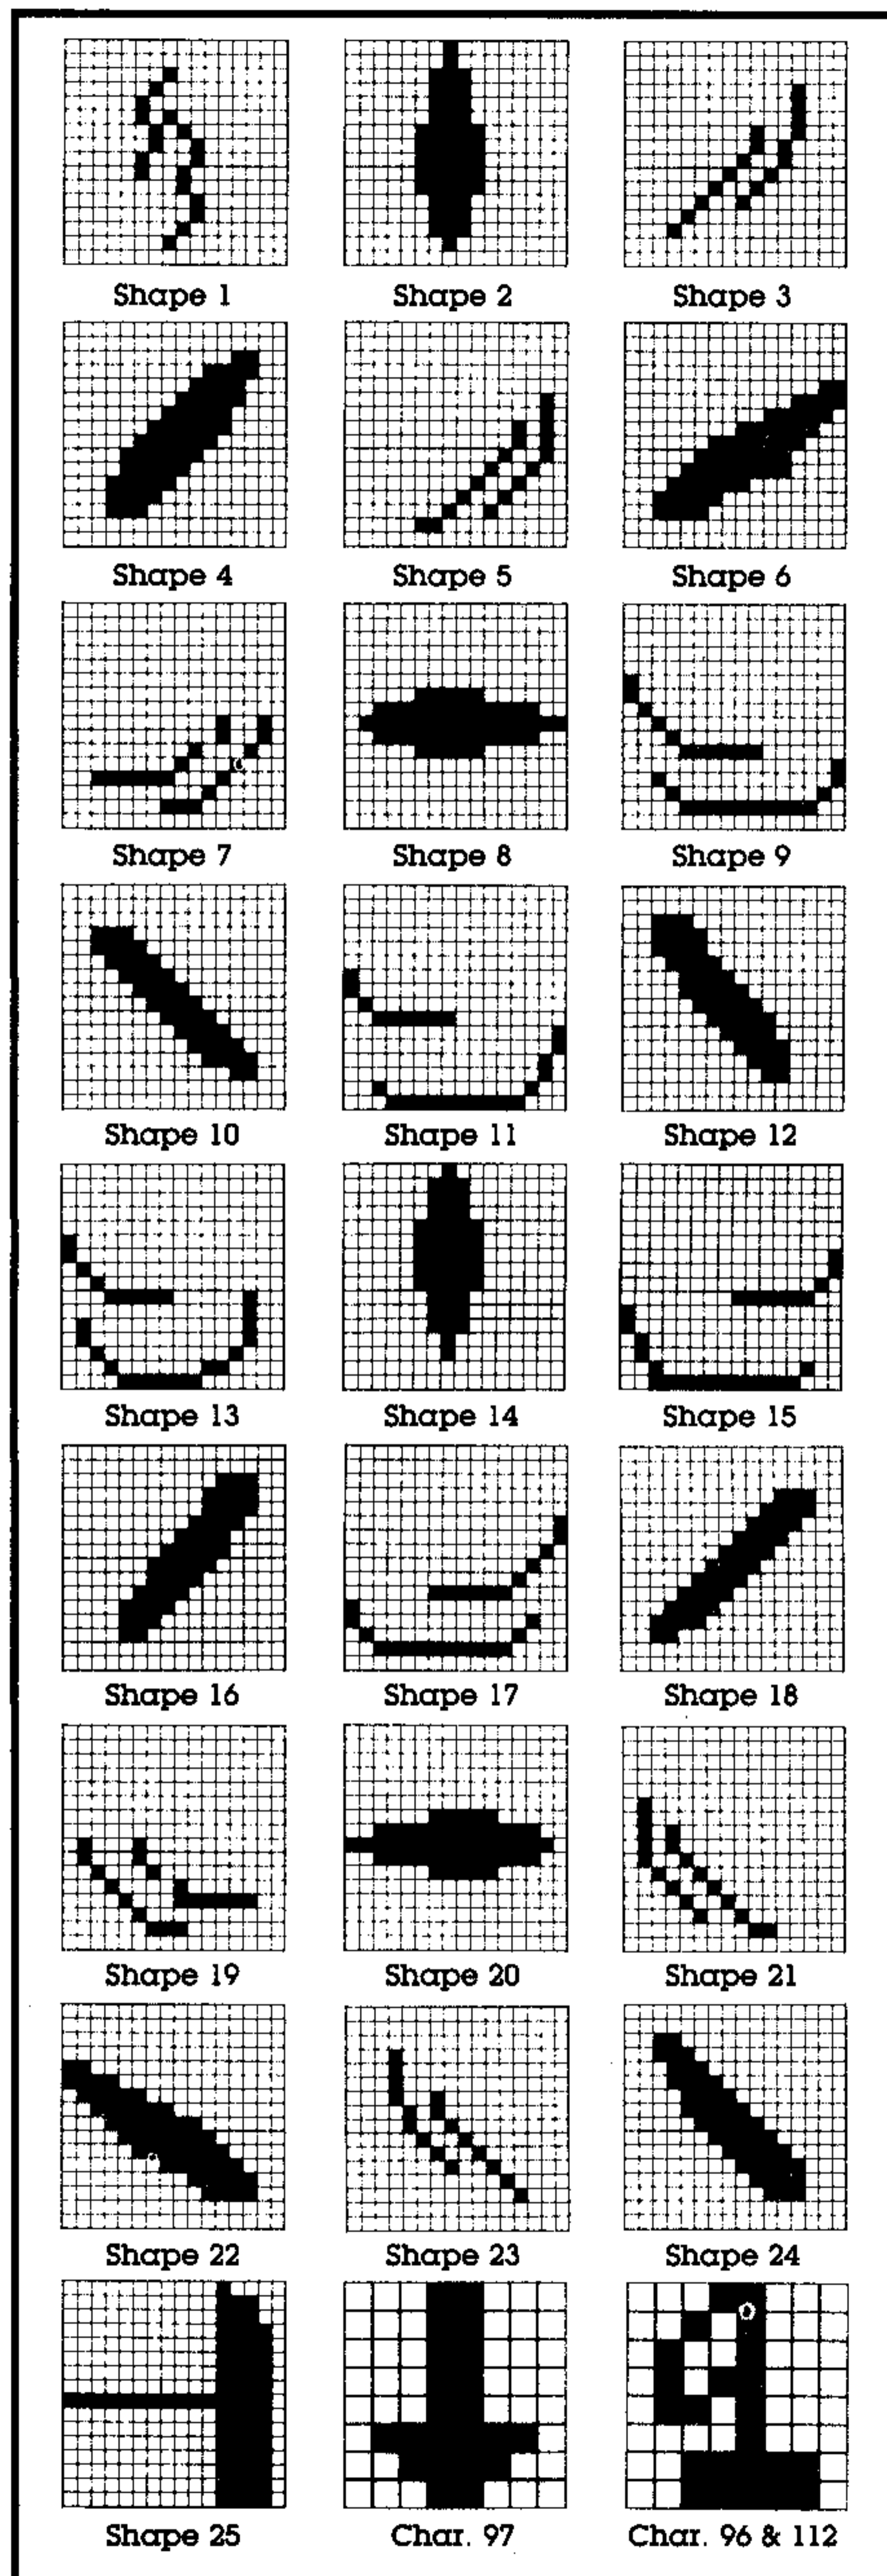 Shape 1 Shape 2 Shape 3
Shape 4 Shape 5 Shape 6
Shape 7 Shape 8 Shape 9
Shape 10 Shape 11 Shape 12
Shape 13 Shape 14 Shape 15
Shape 16 Shape 17 Shape 18
Shape 19 Shape 20 Shape 21
Shape 22 Shape 23 Shape 24
Shape 25 Char. 97 Char. 96 & 112